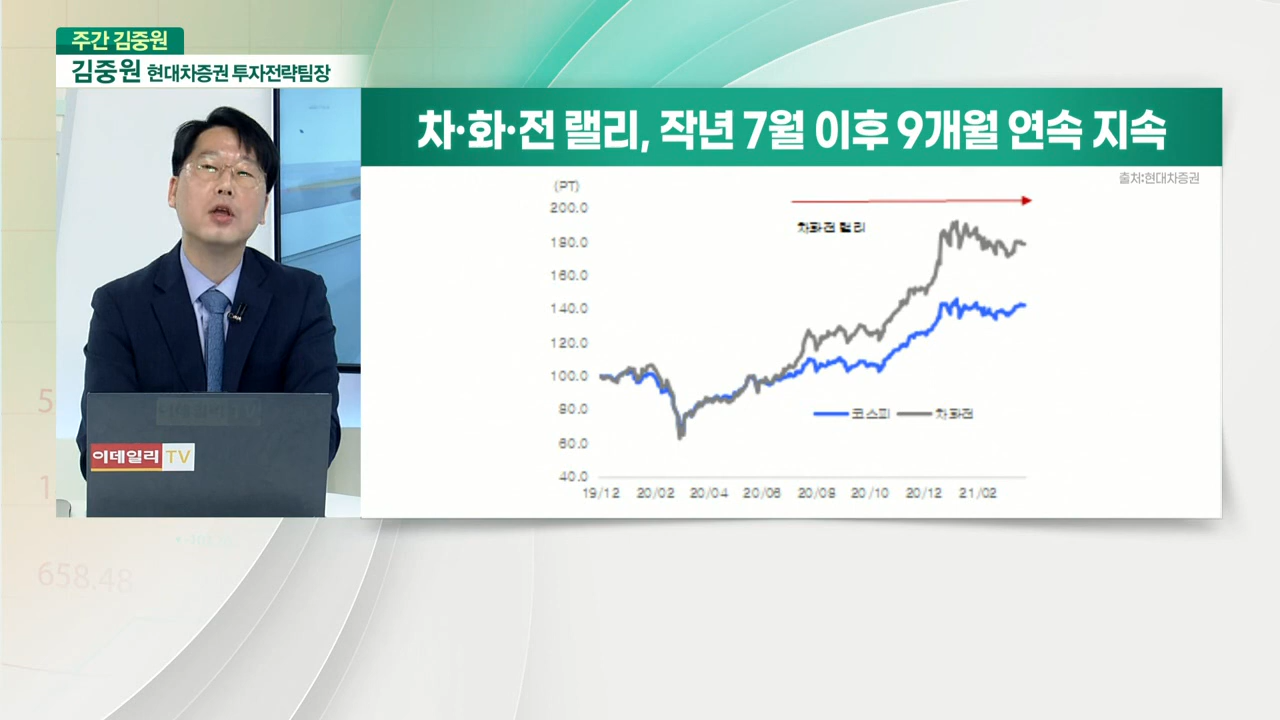 주간 김중원
김중원 현대차증권 투자전략팀장
차·화·전 랠리, 작년 7월 이후 9개월 연속 지속
출처:현대차증권
(PT)
200.0
차화전 랠리
180.0
160.0
140.0
120.0
100.0
80.0
60.0
40.0
코스피 차화전
19/12 20/02 20/04 20/06 20/08 20/10 20/12 21/02
이데일리 TV
658.48